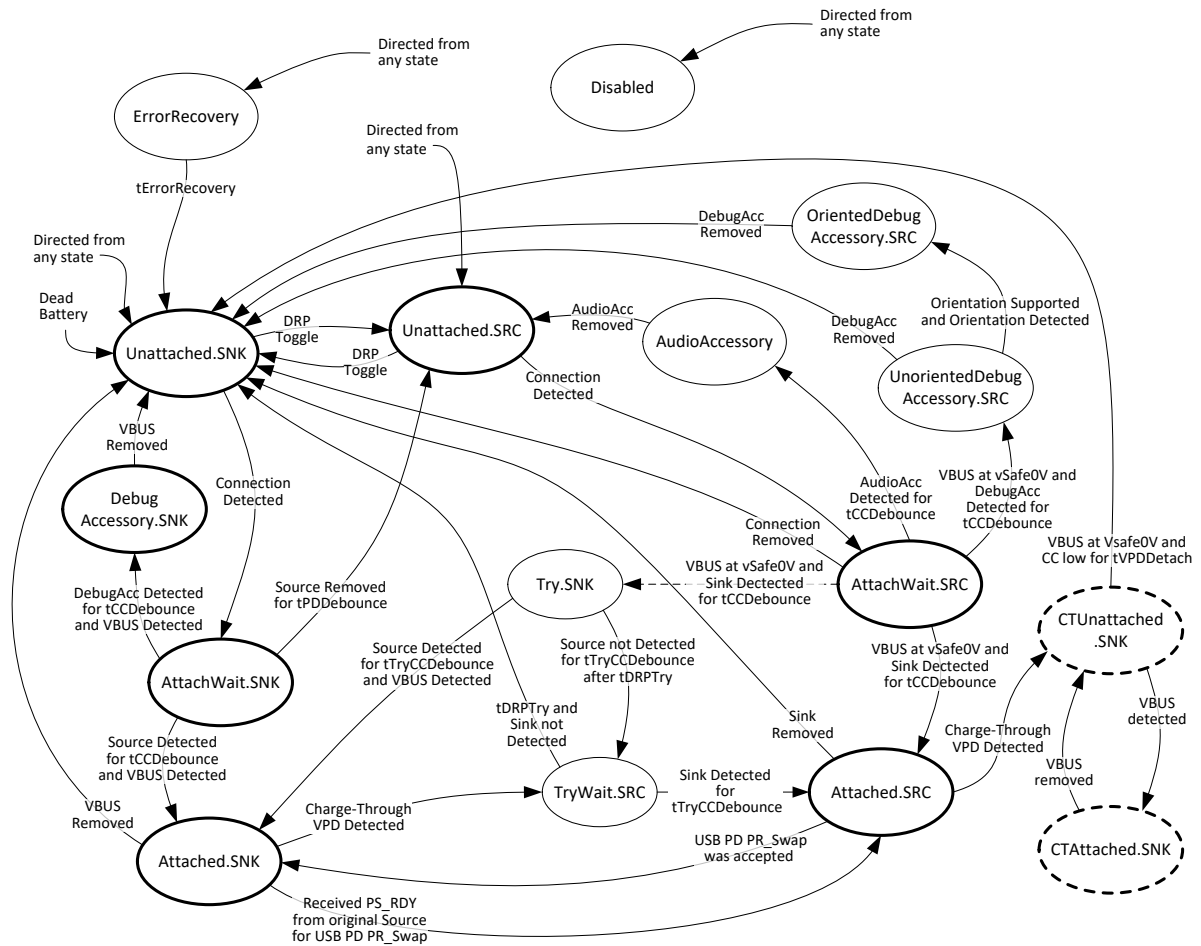 Directed from
any state
Directed from
any state
ErrorRecovery
Disabled
Directed from
any state
tErrorRecovery
OrientedDebug
Accessory.SRC
DebugAcc
Removed
Directed from
any state
Dead
Battery
Unattached.SNK
DRP
Toggle
DRP
Toggle
Unattached.SRC
AudioAcc
Removed
AudioAccessory
DebugAcc
Removed
Orientation Supported
and Orientation Detected
UnorientedDebug
Accessory.SRC
Connection
Detected
VBUS
Removed
Debug
Accessory.SNK
Connection
Detected
AudioAcc
Detected for
tCCDebounce
VBUS at vSafe0V and
DebugAcc
Detected for
tCCDebounce
Connection
Removed
VBUS at Vsafe0V and
CC low for tVPDDetach
DebugAcc Detected
for tCCDebounce
and VBUS Detected
Source Removed
for tPDDebounce
Try.SNK
VBUS at vSafe0V and
Sink Dectected
for tCCDebounce
AttachWait.SRC
CTUnattached
.SNK
AttachWait.SNK
Source Detected
for tTryCCDebounce
and VBUS Detected
Source not Detected
for tTryCCDebounce
after tDRPTry
VBUS at vSafe0V and
Sink Dectected
for tCCDebounce
VBUS
detected
Source Detected
for tCCDebounce
and VBUS Detected
tDRPTry and
Sink not
Detected
Sink
Removed
Charge-Through
VPD Detected
VBUS
removed
VBUS
Removed
Charge-Through
VPD Detected
TryWait.SRC
Sink Detected
for
tTryCCDebounce
Attached.SRC
Attached.SNK
USB PD PR_Swap
was accepted
CTAttached.SNK
Received PS_RDY
from original Source
for USB PD PR_Swap